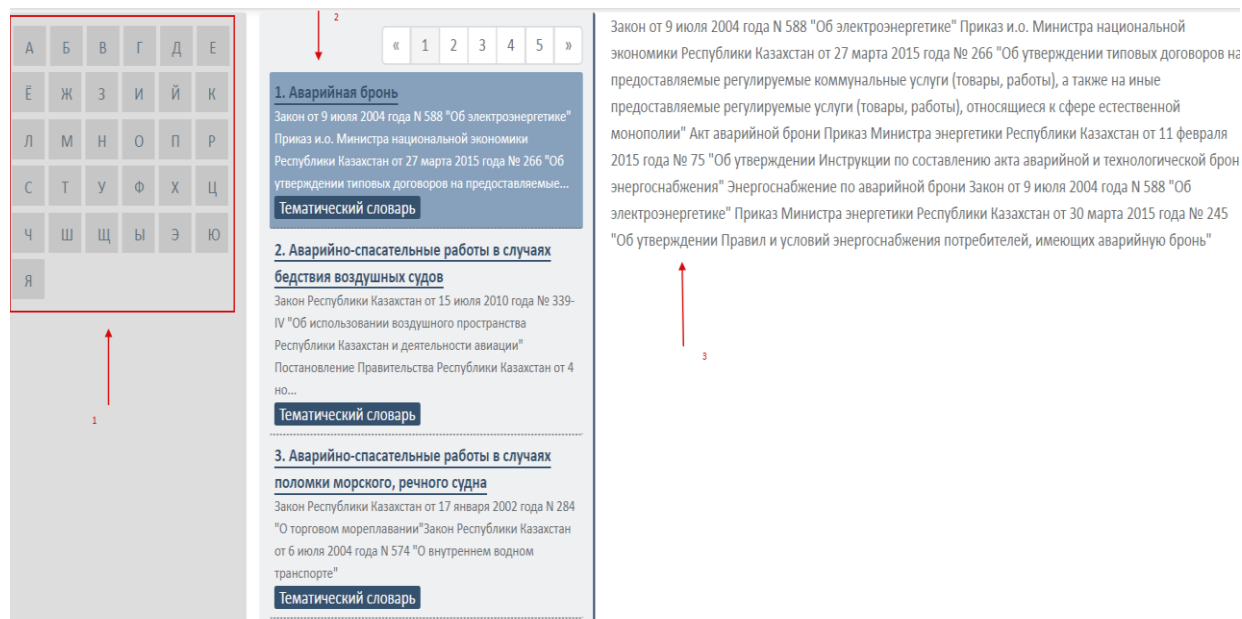 А Б В Г Д Е
Ё Ж З И Й К
Л М Н О П Р
С Т У Ф Х Ц
Ч Ш Щ Ы Э Ю
Я
1
2
« 1 2 3 4 5 »
1. Аварийная бронь
Закон от 9 июля 2004 года N 588 "Об электроэнергетике"
Приказ и.о. Министра национальной экономики
Республики Казахстан от 27 марта 2015 года № 266 "Об
утверждении типовых договоров на предоставляемые...
Тематический словарь
2. Аварийно-спасательные работы в случаях
бедствия воздушных судов
Закон Республики Казахстан от 15 июля 2010 года № 339-
IV "Об использовании воздушного пространства
Республики Казахстан и деятельности авиации"
Постановление Правительства Республики Казахстан от 4
но...
Тематический словарь
3. Аварийно-спасательные работы в случаях
поломки морского, речного судна
Закон Республики Казахстан от 17 января 2002 года N 284
"О торговом мореплавании"Закон Республики Казахстан
от 6 июля 2004 года N 574 "О внутреннем водном
транспорте"
Тематический словарь
Закон от 9 июля 2004 года N 588 "Об электроэнергетике" Приказ и.о. Министра национальной
экономики Республики Казахстан от 27 марта 2015 года № 266 "Об утверждении типовых договоров на
предоставляемые регулируемые коммунальные услуги (товары, работы), а также на иные
предоставляемые регулируемые услуги (товары, работы), относящиеся к сфере естественной
монополии" Акт аварийной брони Приказ Министра энергетики Республики Казахстан от 11 февраля
2015 года № 75 "Об утверждении Инструкции по составлению акта аварийной и технологической брон
энергоснабжения" Энергоснабжение по аварийной брони Закон от 9 июля 2004 года N 588 "Об
электроэнергетике" Приказ Министра энергетики Республики Казахстан от 30 марта 2015 года № 245
"Об утверждении Правил и условий энергоснабжения потребителей, имеющих аварийную бронь"
3